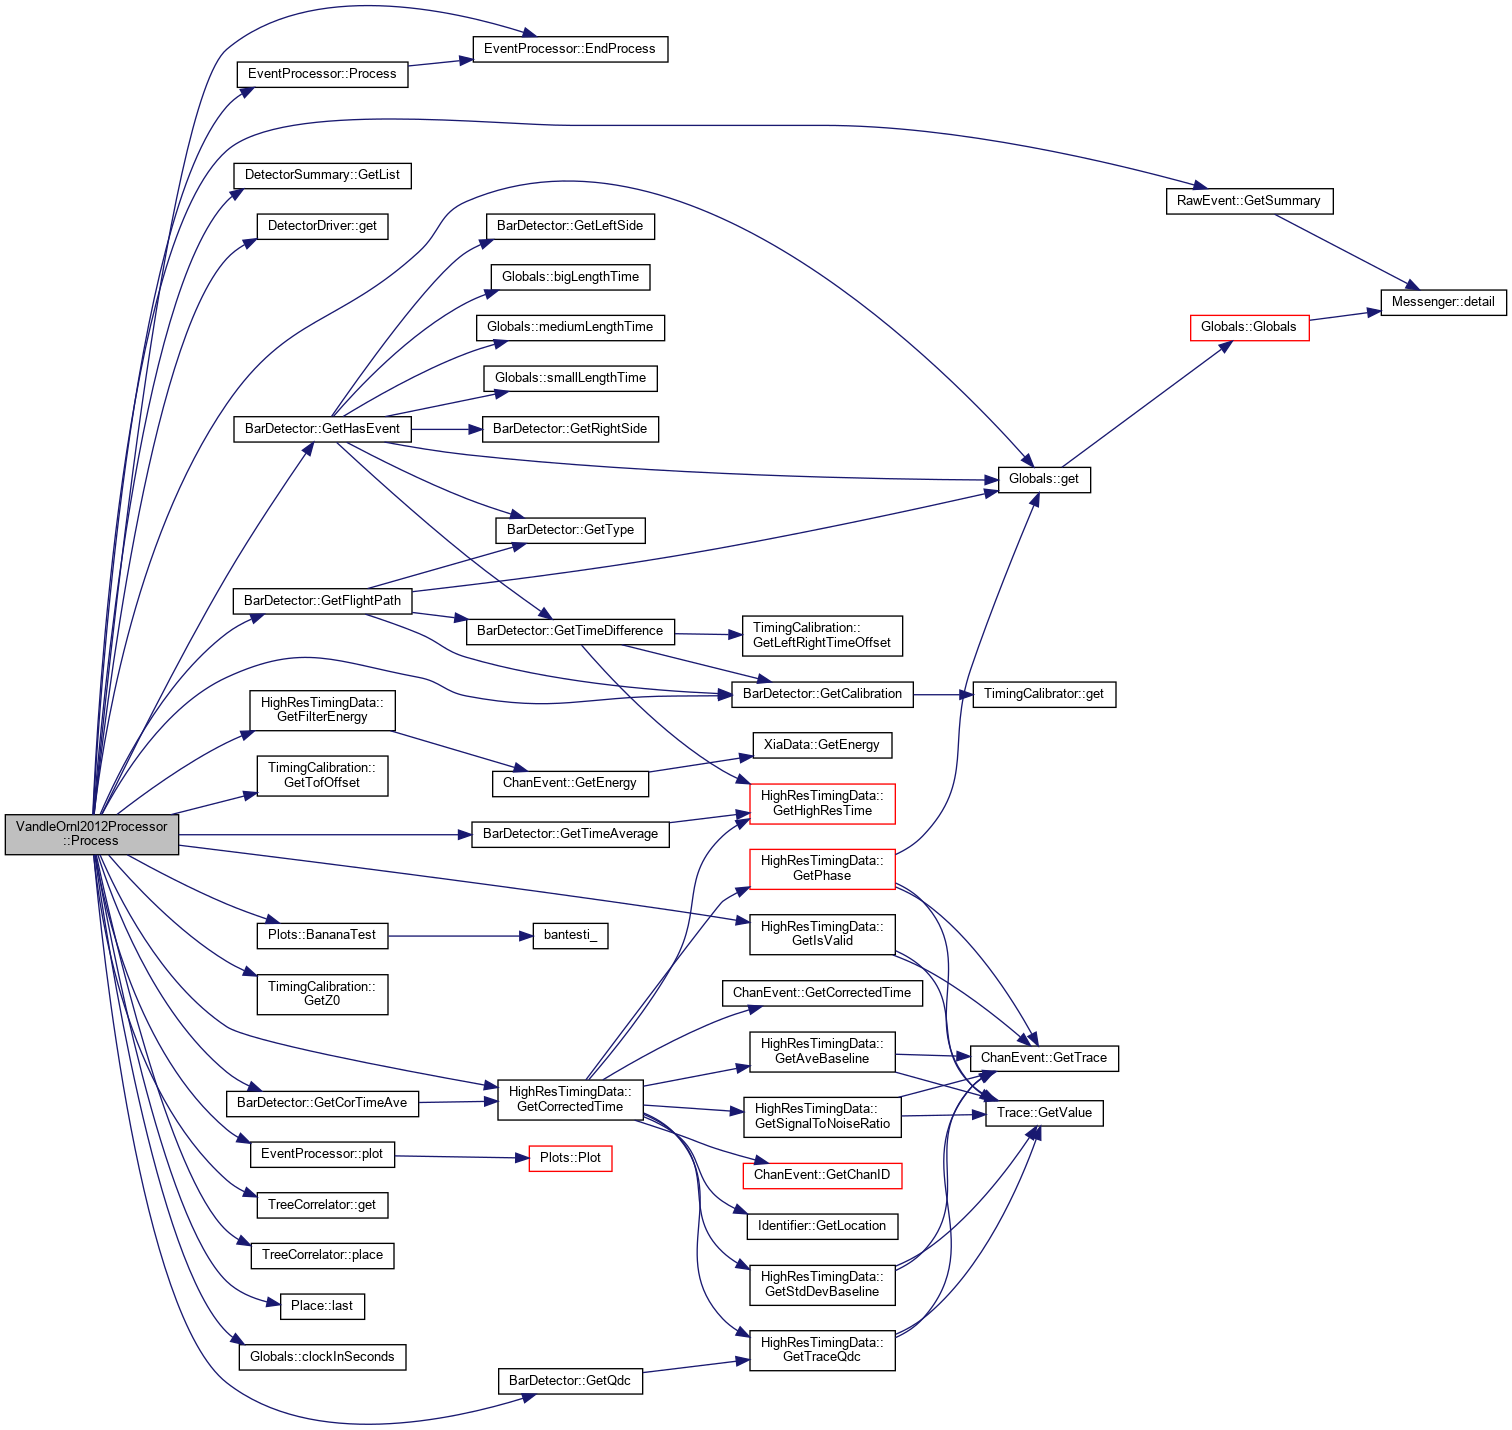 EventProcessor::EndProcess
EventProcessor::Process
DetectorSummary::GetList
RawEvent::GetSummary
DetectorDriver::get
BarDetector::GetLeftSide
Globals::bigLengthTime
Messenger::detail
Globals::mediumLengthTime
Globals::Globals
Globals::smallLengthTime
BarDetector::GetHasEvent
BarDetector::GetRightSide
Globals::get
BarDetector::GetType
BarDetector::GetFlightPath
BarDetector::GetTimeDifference
TimingCalibration::
GetLeftRightTimeOffset
BarDetector::GetCalibration
TimingCalibrator::get
HighResTimingData::
GetFilterEnergy
XiaData::GetEnergy
TimingCalibration::
GetTofOffset
ChanEvent::GetEnergy
HighResTimingData::
GetHighResTime
VandleOrnl2012Processor
::Process
BarDetector::GetTimeAverage
HighResTimingData::
GetPhase
Plots::BananaTest
bantesti_
HighResTimingData::
GetIsValid
TimingCalibration::
GetZ0
ChanEvent::GetCorrectedTime
HighResTimingData::
GetAveBaseline
ChanEvent::GetTrace
BarDetector::GetCorTimeAve
HighResTimingData::
GetCorrectedTime
HighResTimingData::
GetSignalToNoiseRatio
Trace::GetValue
EventProcessor::plot
Plots::Plot
ChanEvent::GetChanID
TreeCorrelator::get
Identifier::GetLocation
TreeCorrelator::place
HighResTimingData::
GetStdDevBaseline
Place::last
Globals::clockInSeconds
HighResTimingData::
GetTraceQdc
BarDetector::GetQdc